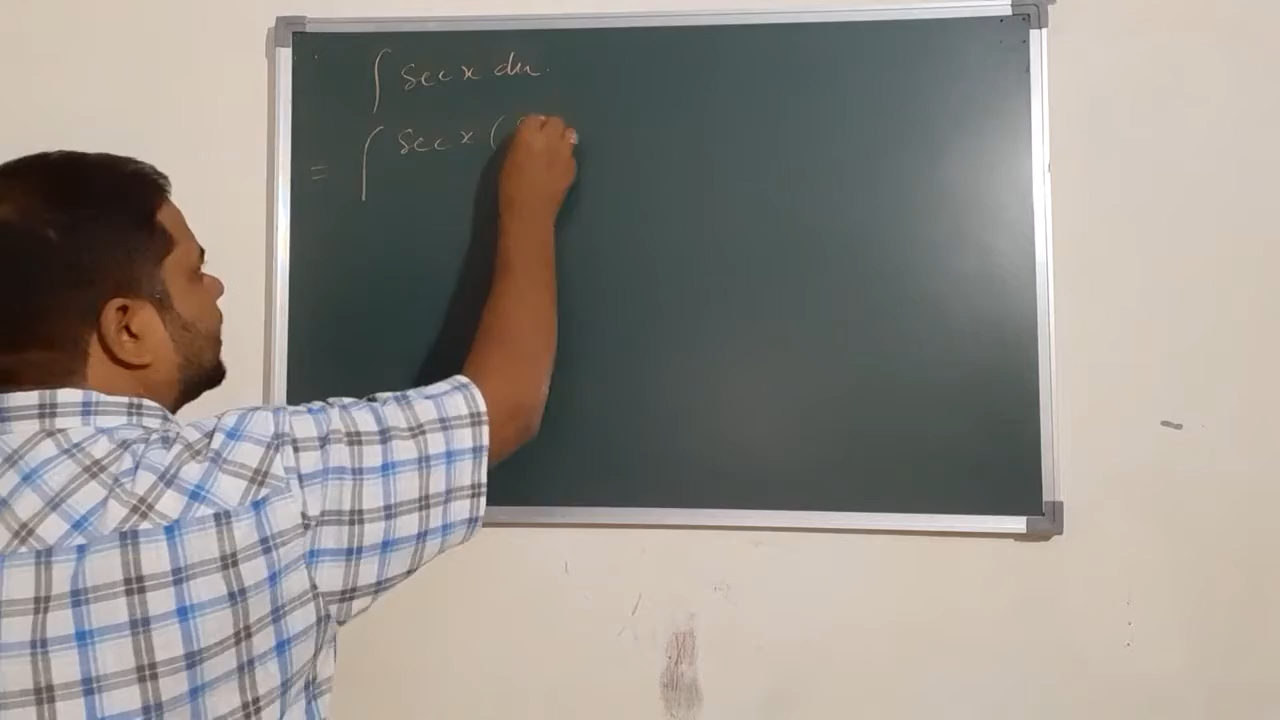 ∫ sec x dx.
= ∫ sec x (